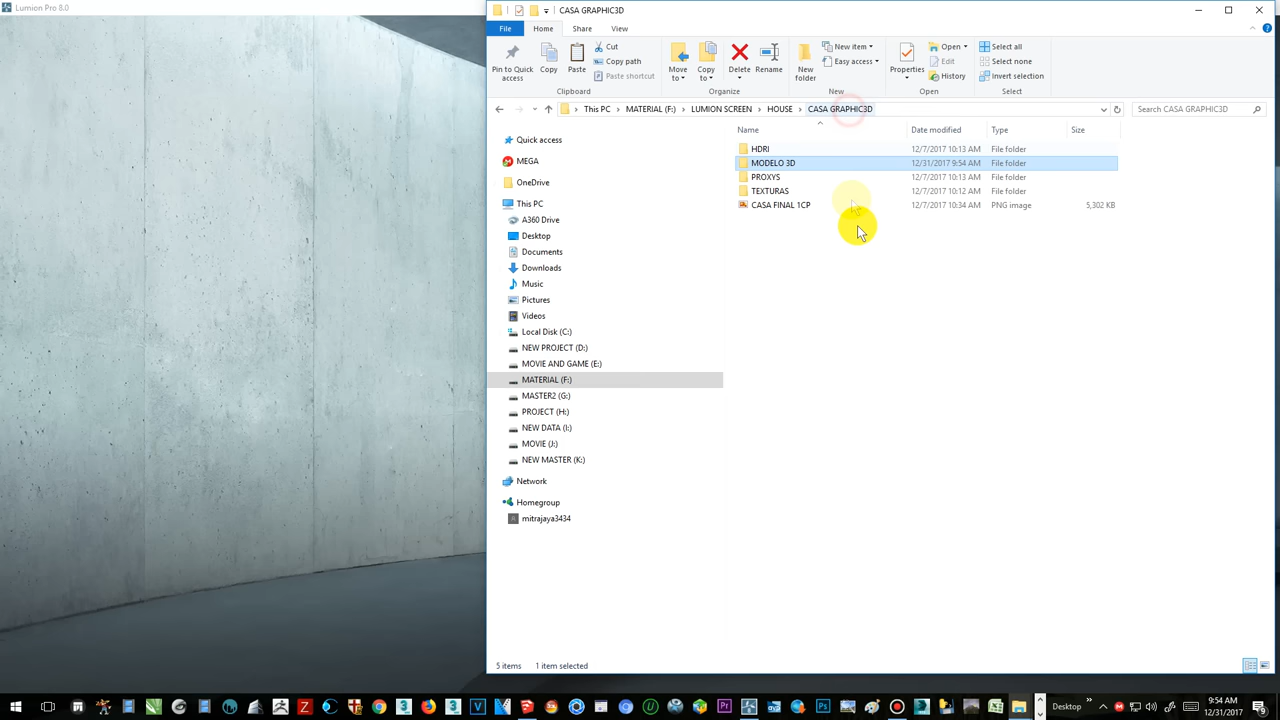 Lumion Pro 8.0
CASA GRAPHIC3D
File Home Share View
Pin to Quick access
Copy
Paste
Cut
Copy path
Paste shortcut
Clipboard
Move to
Copy to
Delete
Rename
Organize
New folder
New item
Easy access
New
Properties
Open
Edit
History
Open
Select all
Select none
Invert selection
Select
This PC MATERIAL (F:) LUMION SCREEN HOUSE CASA GRAPHIC3D
Search CASA GRAPHIC3D
Name Date modified Type Size
HDRI 12/7/2017 10:13 AM File folder
MODELO 3D 12/31/2017 9:54 AM File folder
PROXYS 12/7/2017 10:13 AM File folder
TEXTURAS 12/7/2017 10:12 AM File folder
CASA FINAL 1CP 12/7/2017 10:34 AM PNG image 5,302 KB
Quick access
MEGA
OneDrive
This PC
A360 Drive
Desktop
Documents
Downloads
Music
Pictures
Videos
Local Disk (C:)
NEW PROJECT (D:)
MOVIE AND GAME (E:)
MATERIAL (F:)
MASTER2 (G:)
PROJECT (H:)
NEW DATA (I:)
MOVIE (J:)
NEW MASTER (K:)
Network
Homegroup
mitrajaya3434
5 items 1 item selected
Desktop
9:54 AM
12/31/2017